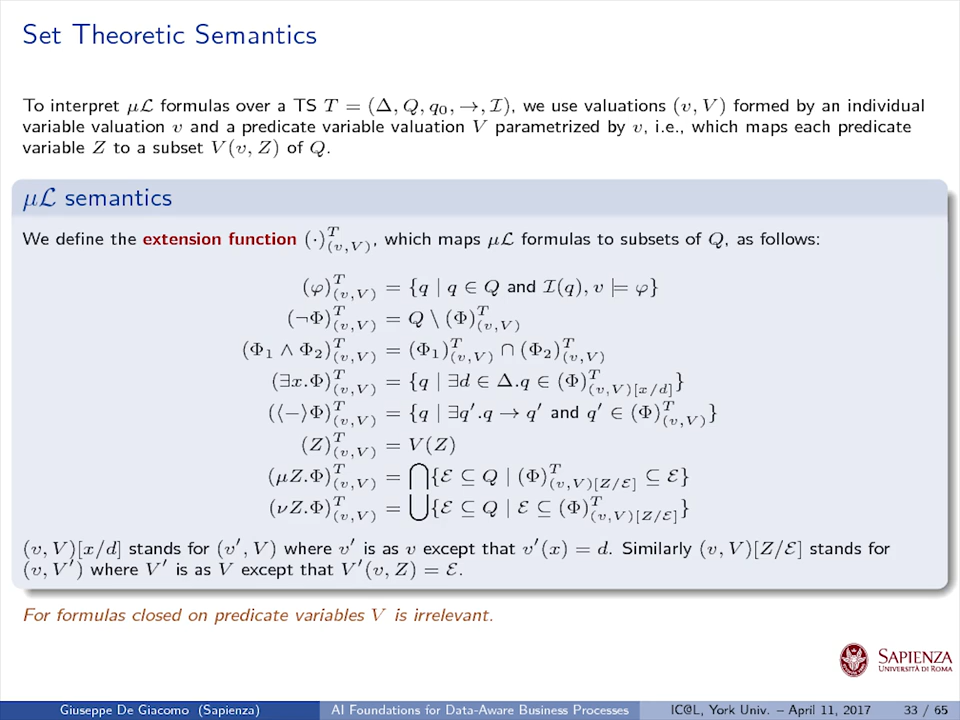 Set Theoretic Semantics
To interpret μℒ formulas over a TS T = (Δ, Q, q₀, →, ℐ), we use valuations (v, V) formed by an individual
variable valuation v and a predicate variable valuation V parametrized by v, i.e., which maps each predicate
variable Z to a subset V(v, Z) of Q.
μℒ semantics
We define the extension function (·)^T_(v,V), which maps μℒ formulas to subsets of Q, as follows:
(φ)^T_(v,V) = {q | q ∈ Q and ℐ(q), v ⊨ φ}
(¬Φ)^T_(v,V) = Q \ (Φ)^T_(v,V)
(Φ₁ ∧ Φ₂)^T_(v,V) = (Φ₁)^T_(v,V) ∩ (Φ₂)^T_(v,V)
(∃x.Φ)^T_(v,V) = {q | ∃d ∈ Δ.q ∈ (Φ)^T_(v,V)[x/d]}
(⟨−⟩Φ)^T_(v,V) = {q | ∃q′.q → q′ and q′ ∈ (Φ)^T_(v,V)}
(Z)^T_(v,V) = V(Z)
(μZ.Φ)^T_(v,V) = ⋂{ℰ ⊆ Q | (Φ)^T_(v,V)[Z/ℰ] ⊆ ℰ}
(νZ.Φ)^T_(v,V) = ⋃{ℰ ⊆ Q | ℰ ⊆ (Φ)^T_(v,V)[Z/ℰ]}
(v, V)[x/d] stands for (v′, V) where v′ is as v except that v′(x) = d. Similarly (v, V)[Z/ℰ] stands for
(v, V′) where V′ is as V except that V′(v, Z) = ℰ.
For formulas closed on predicate variables V is irrelevant.
SAPIENZA
UNIVERSITÀ DI ROMA
Giuseppe De Giacomo (Sapienza) AI Foundations for Data-Aware Business Processes IC@L, York Univ. – April 11, 2017 33 / 65